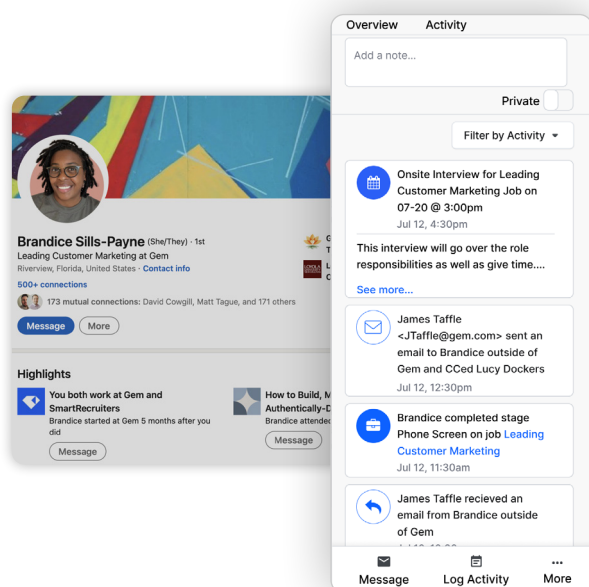 Brandice Sills-Payne (She/They) · 1st
Leading Customer Marketing at Gem
Riverview, Florida, United States · Contact info
500+ connections
173 mutual connections: David Cowgill, Matt Tague, and 171 others
Message
More
G
T
LOYOLA
L
C
Highlights
You both work at Gem and
SmartRecruiters
Brandice started at Gem 5 months after you
did
Message
How to Build, M
Authentically-D
Brandice attended
Message
Overview
Activity
Add a note...
Private
Filter by Activity
Onsite Interview for Leading
Customer Marketing Job on
07-20 @ 3:00pm
Jul 12, 4:30pm
This interview will go over the role
responsibilities as well as give time....
See more...
James Taffle
<JTaffle@gem.com> sent an
email to Brandice outside of
Gem and CCed Lucy Dockers
Jul 12, 12:30pm
Brandice completed stage
Phone Screen on job Leading
Customer Marketing
Jul 12, 11:30am
James Taffle recieved an
email from Brandice outside
of Gem
Message
Log Activity
More